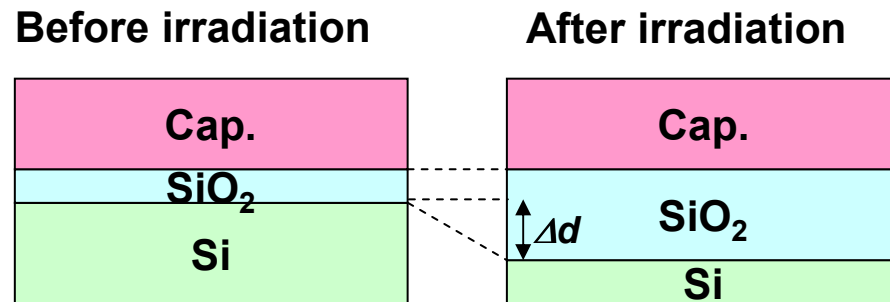 Before irradiation
After irradiation
Cap.
SiO₂
Si
Cap.
Δd
SiO₂
Si